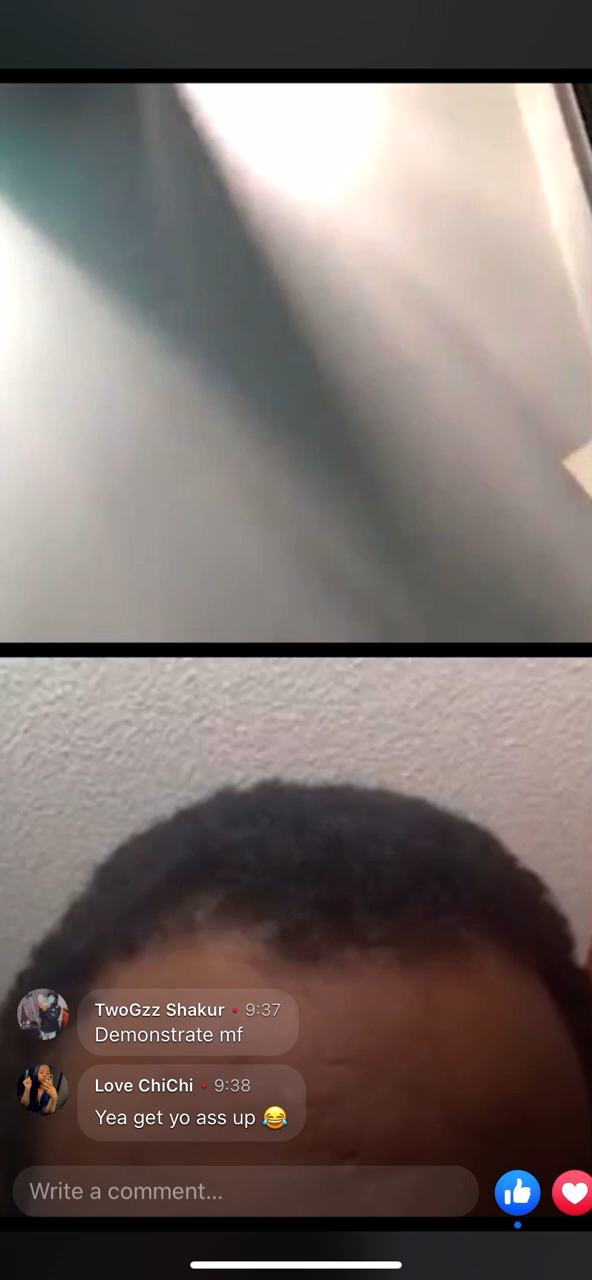 TwoGzz Shakur • 9:37
Demonstrate mf
Love ChiChi • 9:38
Yea get yo ass up 😂
Write a comment...